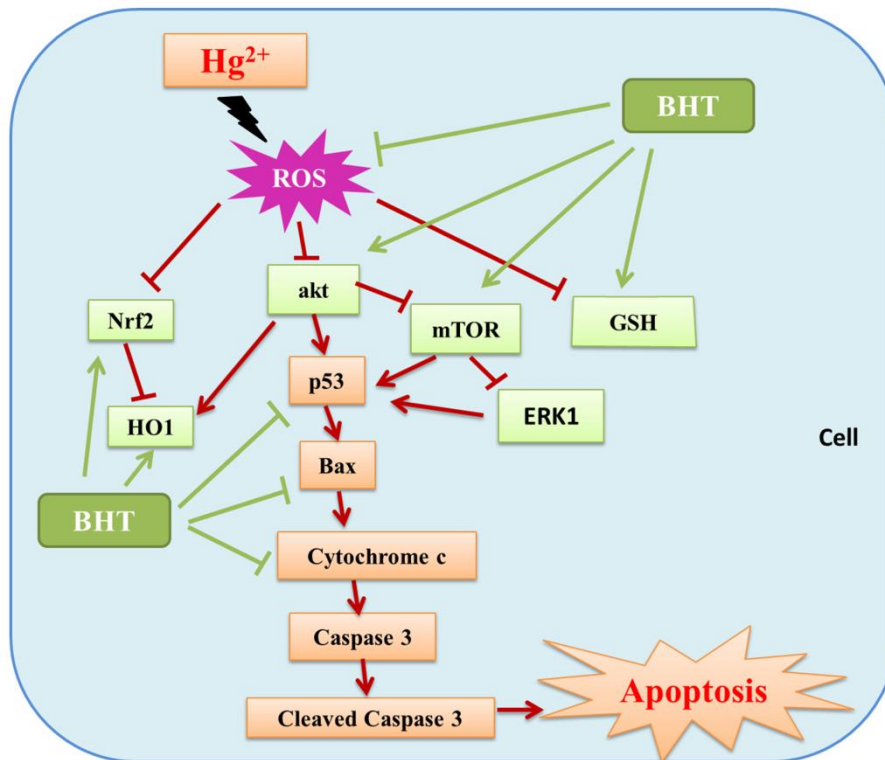 Hg²⁺
BHT
ROS
akt
Nrf2
mTOR
GSH
p53
HO1
ERK1
Cell
Bax
BHT
Cytochrome c
Caspase 3
Apoptosis
Cleaved Caspase 3